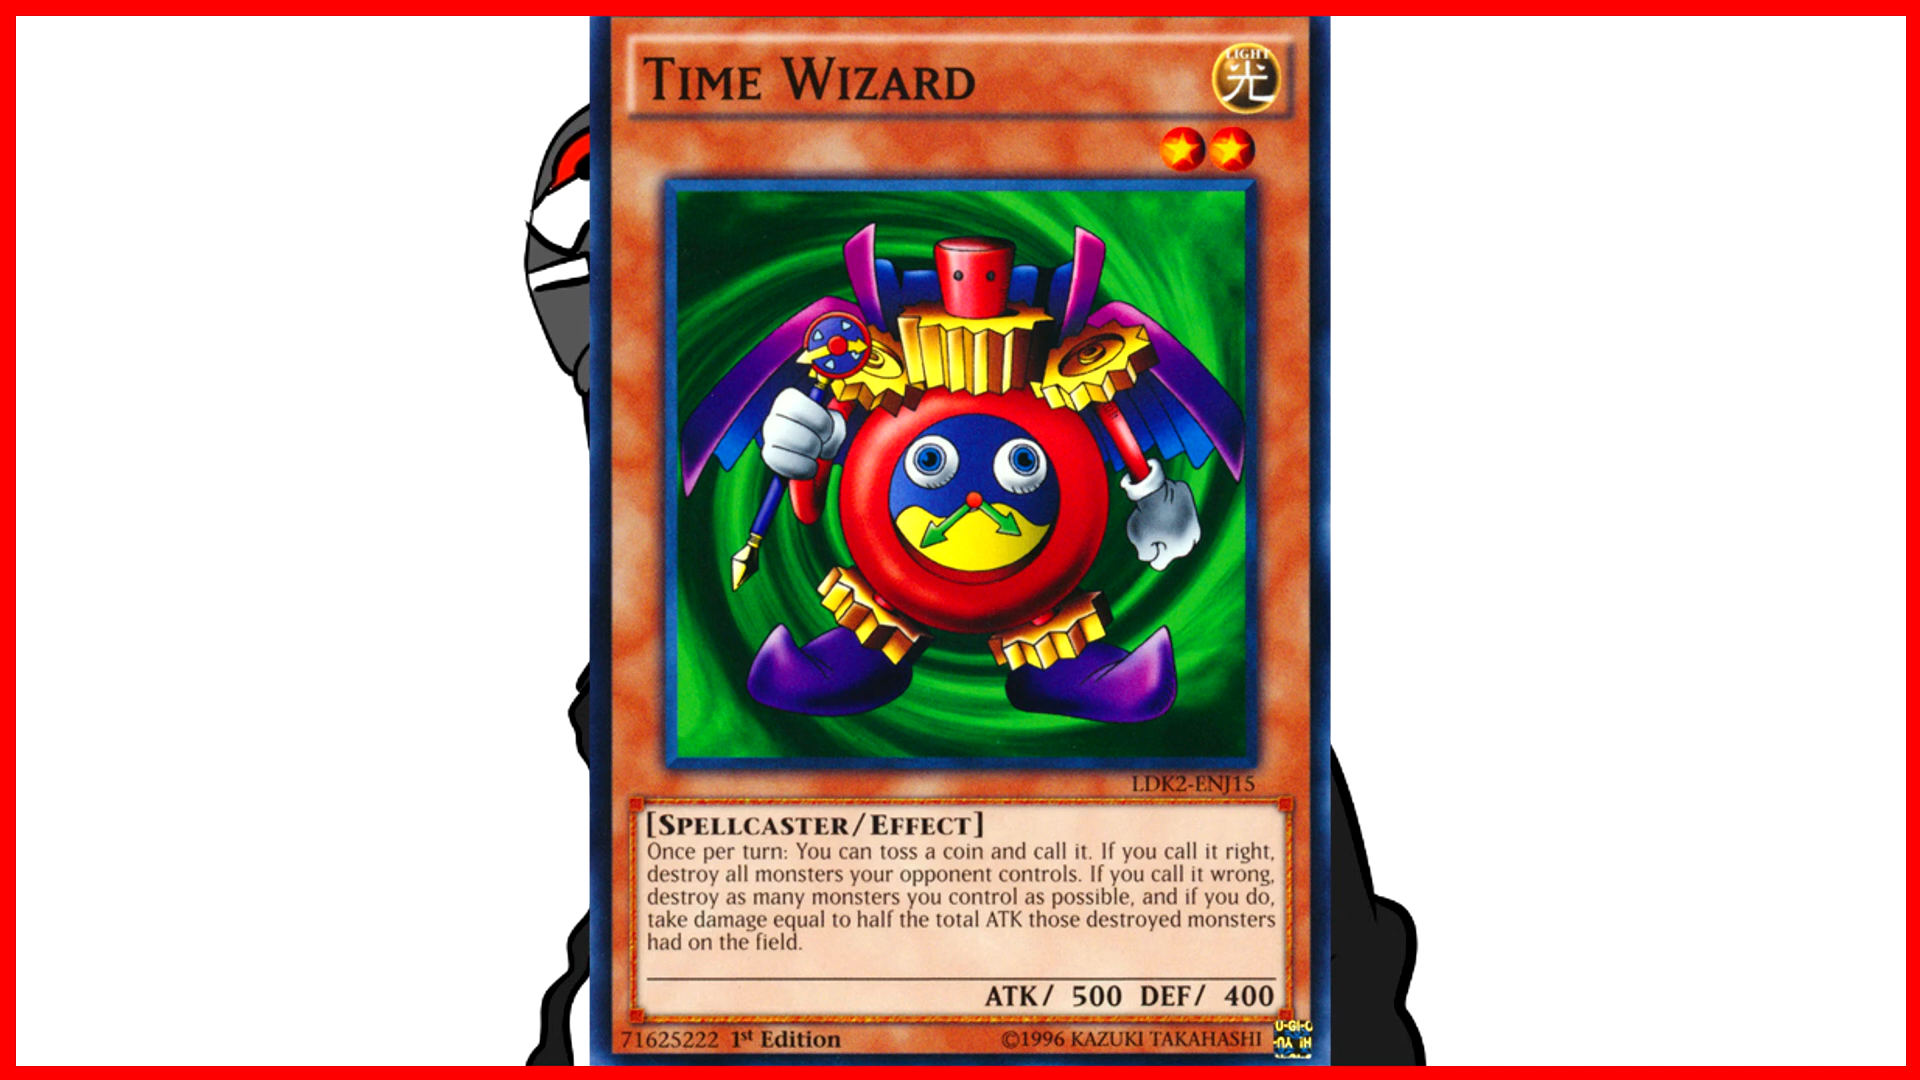 TIME WIZARD
LIGHT
光
LDK2-ENJ15
[SPELLCASTER/EFFECT]
Once per turn: You can toss a coin and call it. If you call it right,
destroy all monsters your opponent controls. If you call it wrong,
destroy as many monsters you control as possible, and if you do,
take damage equal to half the total ATK those destroyed monsters
had on the field.
ATK/ 500 DEF/ 400
71625222 1st Edition
©1996 KAZUKI TAKAHASHI